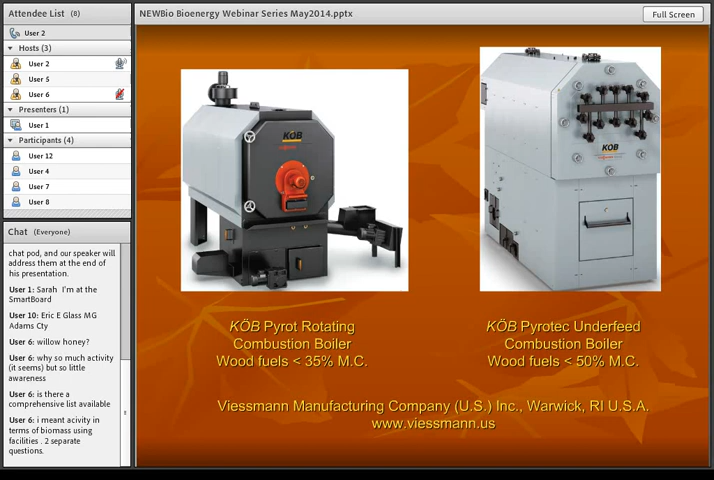 Attendee List (8)
User 2
Hosts (3)
User 2
User 5
User 6
Presenters (1)
User 1
Participants (4)
User 12
User 4
User 7
User 8
Chat (Everyone)
chat pod, and our speaker will
address them at the end of
his presentation.
User 1: Sarah I'm at the
SmartBoard
User 10: Eric E Glass MG
Adams Cty
User 6: willow honey?
User 6: why so much activity
(it seems) but so little
awareness
User 6: is there a
comprehensive list available
User 6: i meant acivity in
terms of biomass using
facilities . 2 separate
questions.
NEWBio Bioenergy Webinar Series May2014.pptx
Full Screen
KÖB
KÖB
KÖB Pyrot Rotating
Combustion Boiler
Wood fuels < 35% M.C.
KÖB Pyrotec Underfeed
Combustion Boiler
Wood fuels < 50% M.C.
Viessmann Manufacturing Company (U.S.) Inc., Warwick, RI U.S.A.
www.viessmann.us